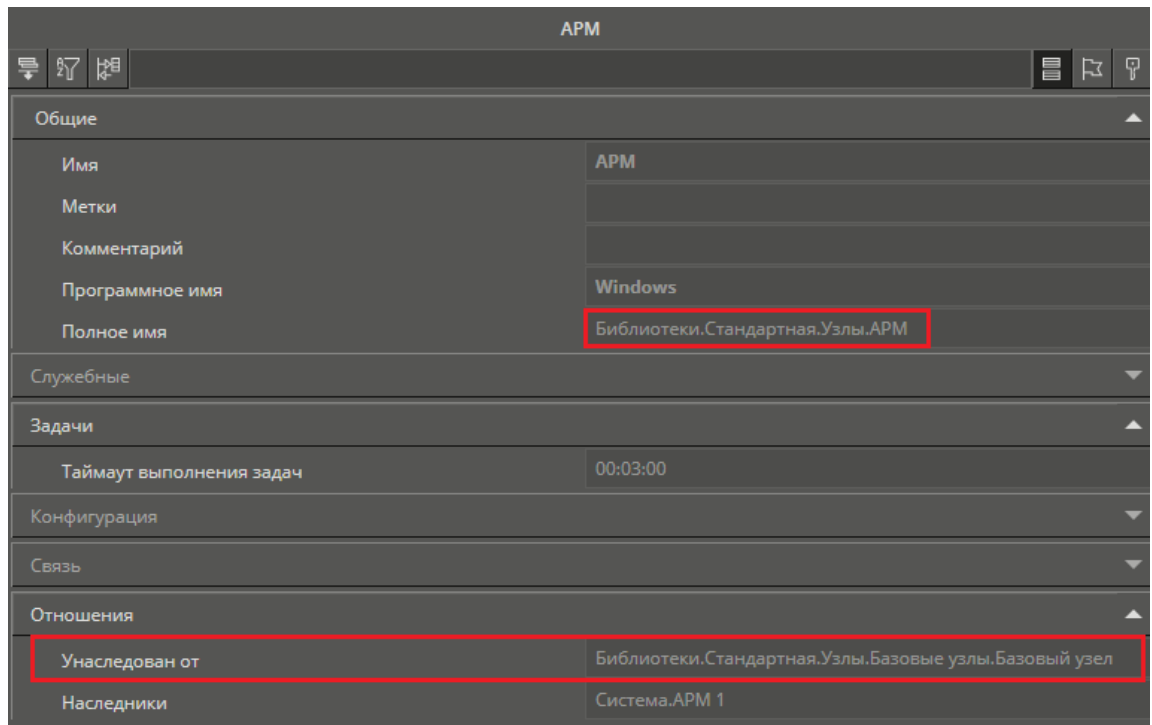 АРМ
Общие
Имя АРМ
Метки
Комментарий
Программное имя Windows
Полное имя Библиотеки.Стандартная.Узлы.АРМ
Служебные
Задачи
Таймаут выполнения задач 00:03:00
Конфигурация
Связь
Отношения
Унаследован от Библиотеки.Стандартная.Узлы.Базовые узлы.Базовый узел
Наследники Система.АРМ 1